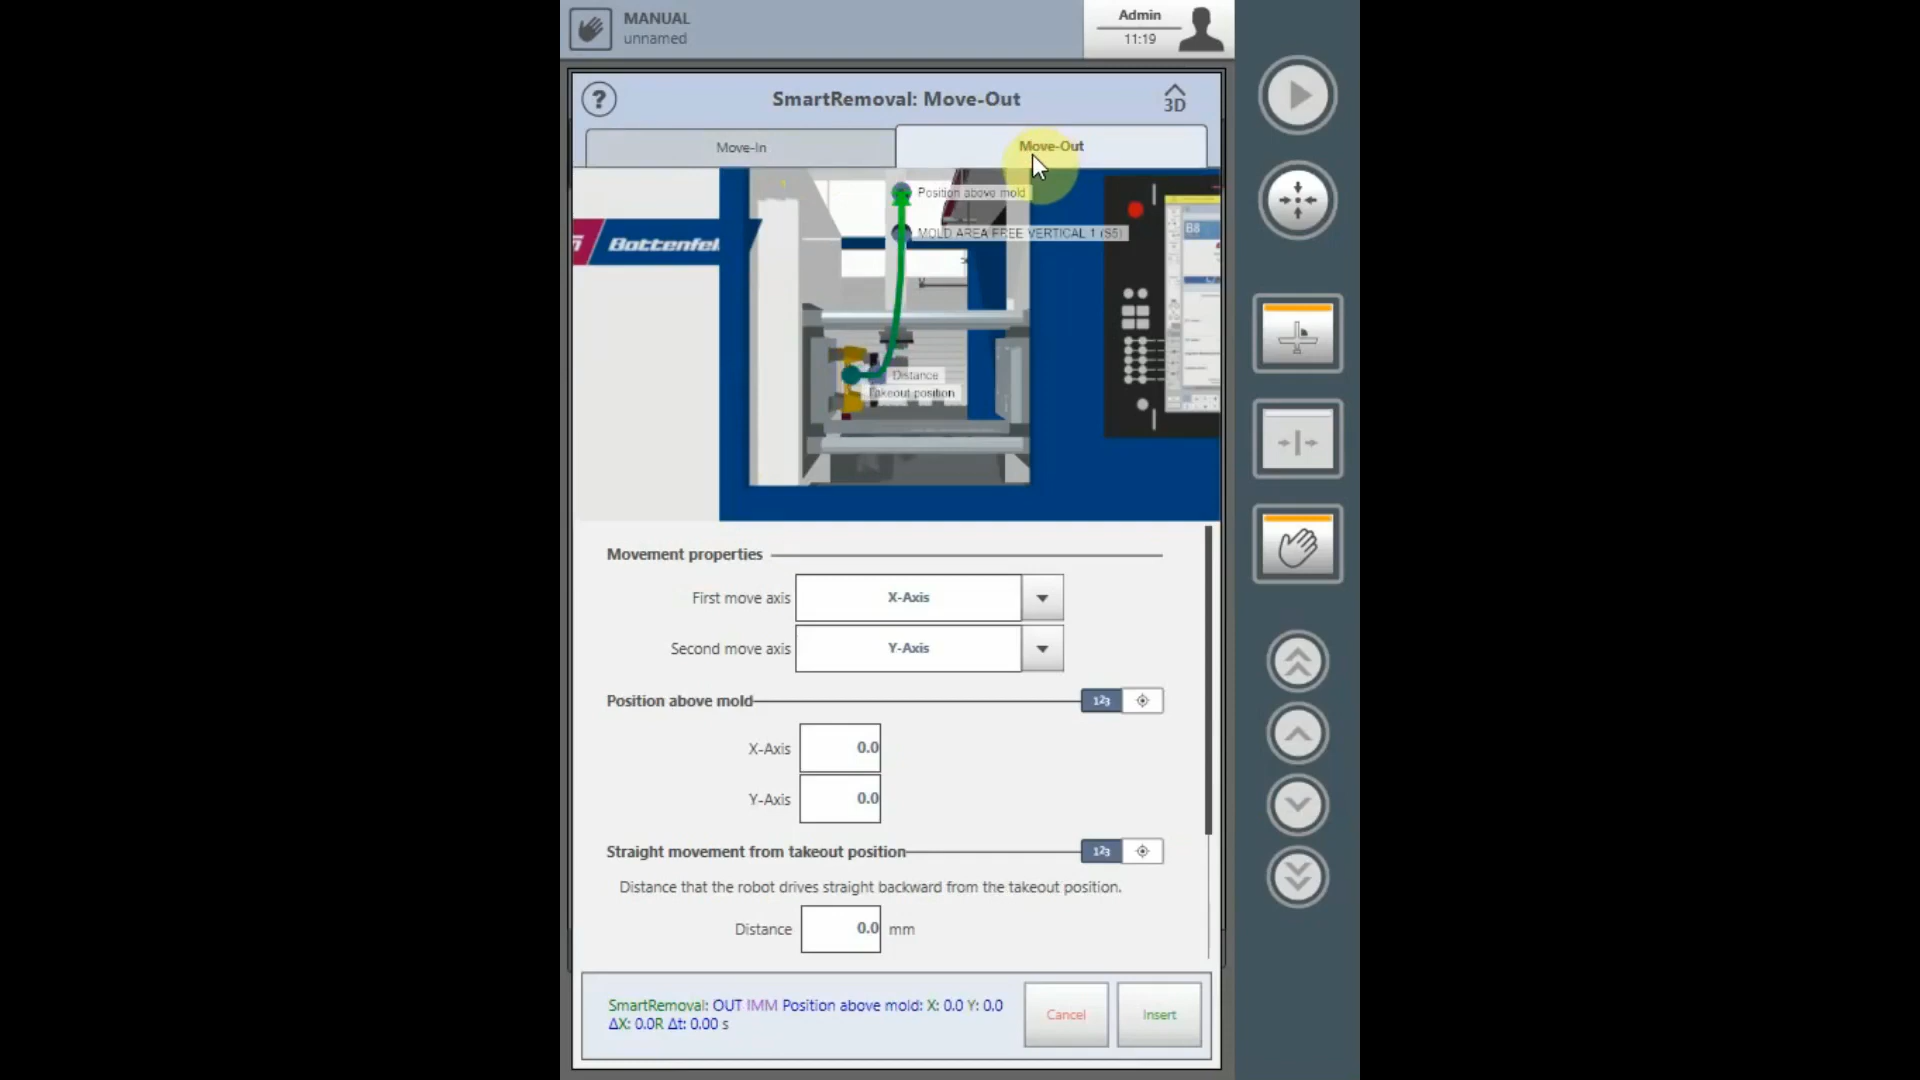 MANUAL
unnamed
Admin
11:19
?
SmartRemoval: Move-Out
3D
Move-In
Move-Out
Position above mold
MOLD AREA FREE VERTICAL 1 (S5)
Battenfel
B8
Distance
Takeout position
Movement properties
First move axis
X-Axis
Second move axis
Y-Axis
Position above mold
123
X-Axis
0.0
Y-Axis
0.0
Straight movement from takeout position
123
Distance that the robot drives straight backward from the takeout position.
Distance
0.0
mm
SmartRemoval: OUT IMM Position above mold: X: 0.0 Y: 0.0
ΔX: 0.0R Δt: 0.00 s
Cancel
Insert